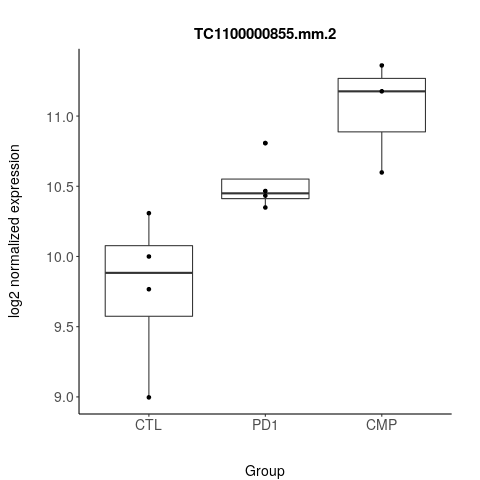 TC1100000855.mm.2
log2 normalized expression
11.0
10.5
10.0
9.5
9.0
CTL PD1 CMP
Group